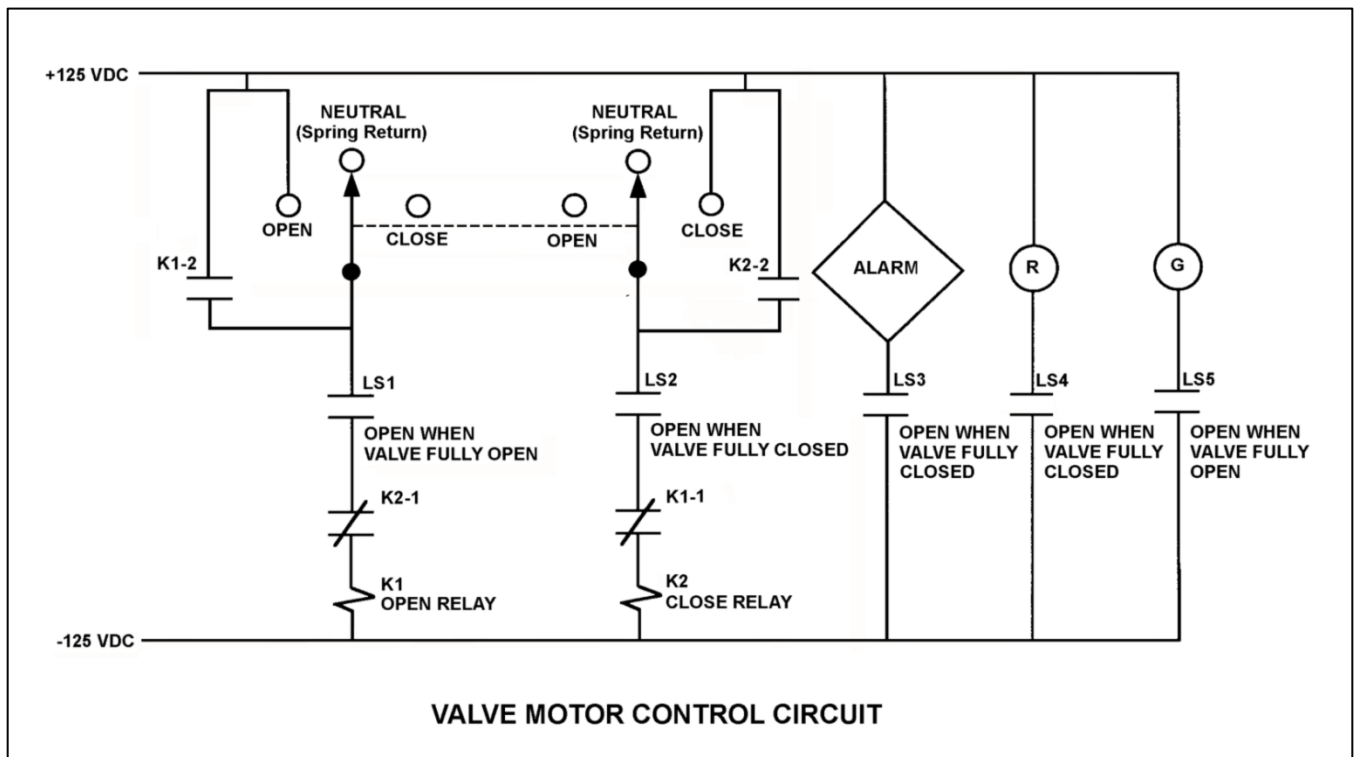 +125 VDC
NEUTRAL
(Spring Return)
NEUTRAL
(Spring Return)
OPEN
CLOSE
OPEN
CLOSE
K1-2
K2-2
ALARM
R
G
LS1
OPEN WHEN
VALVE FULLY OPEN
LS2
OPEN WHEN
VALVE FULLY CLOSED
LS3
OPEN WHEN
VALVE FULLY
CLOSED
LS4
OPEN WHEN
VALVE FULLY
CLOSED
LS5
OPEN WHEN
VALVE FULLY
OPEN
K2-1
K1-1
K1
OPEN RELAY
K2
CLOSE RELAY
-125 VDC
VALVE MOTOR CONTROL CIRCUIT